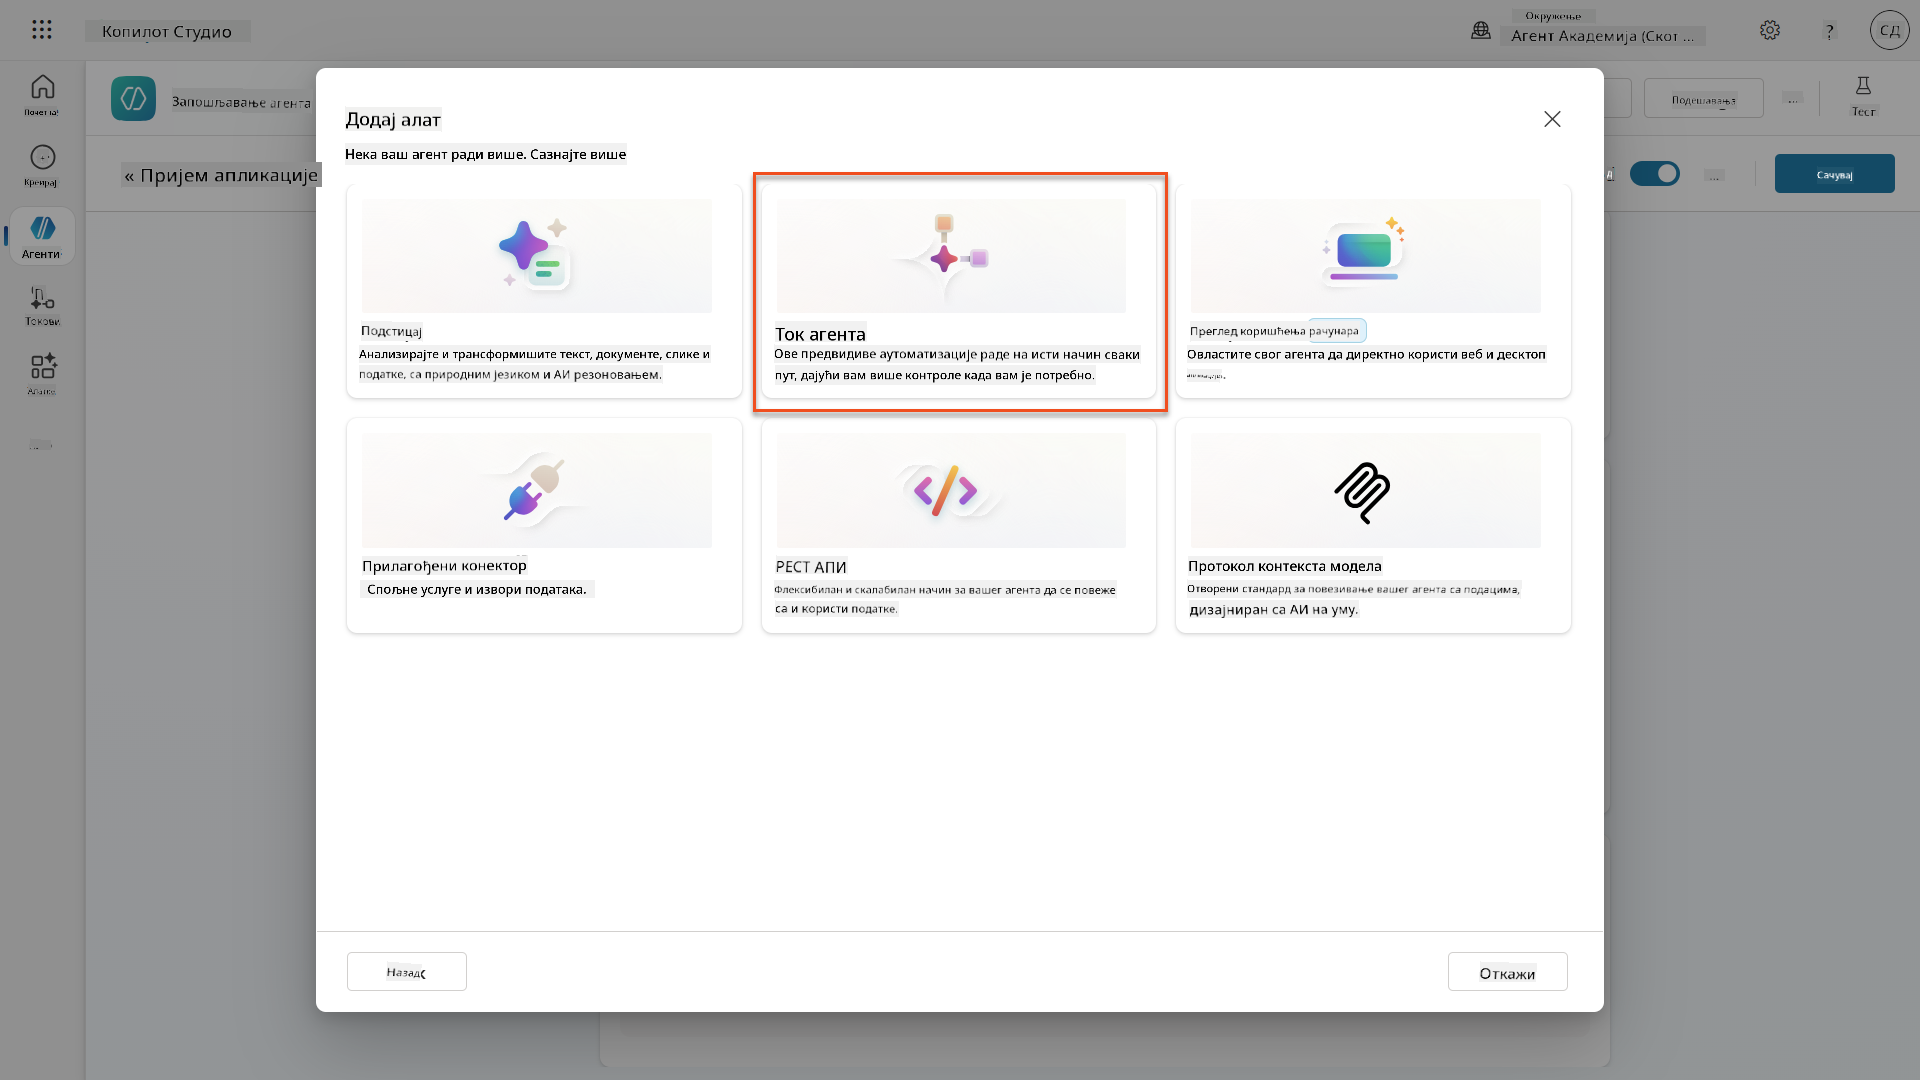 Копилот Студио
Окружење
Агент Академија (Скот ...
?
СД
Почетна
Запошљавање агента
Подешавања
...
Тест
Креирај
« Пријем апликације
...
Сачувај
Агенти
Токови
Алатке
Додај алат
Нека ваш агент ради више. Сазнајте више
Подстицај
Анализирајте и трансформишите текст, документе, слике и
податке, са природним језиком и АИ резоновањем.
Ток агента
Ове предвидиве аутоматизације раде на исти начин сваки
пут, дајући вам више контроле када вам је потребно.
Преглед коришћења рачунара
Овластите свог агента да директно користи веб и десктоп
Прилагођени конектор
Спољне услуге и извори података.
РЕСТ АПИ
Флексибилан и скалабилан начин за вашег агента да се повеже
са и користи податке.
Протокол контекста модела
Отворени стандард за повезивање вашег агента са подацима,
дизајниран са АИ на уму.
Назад
Откажи